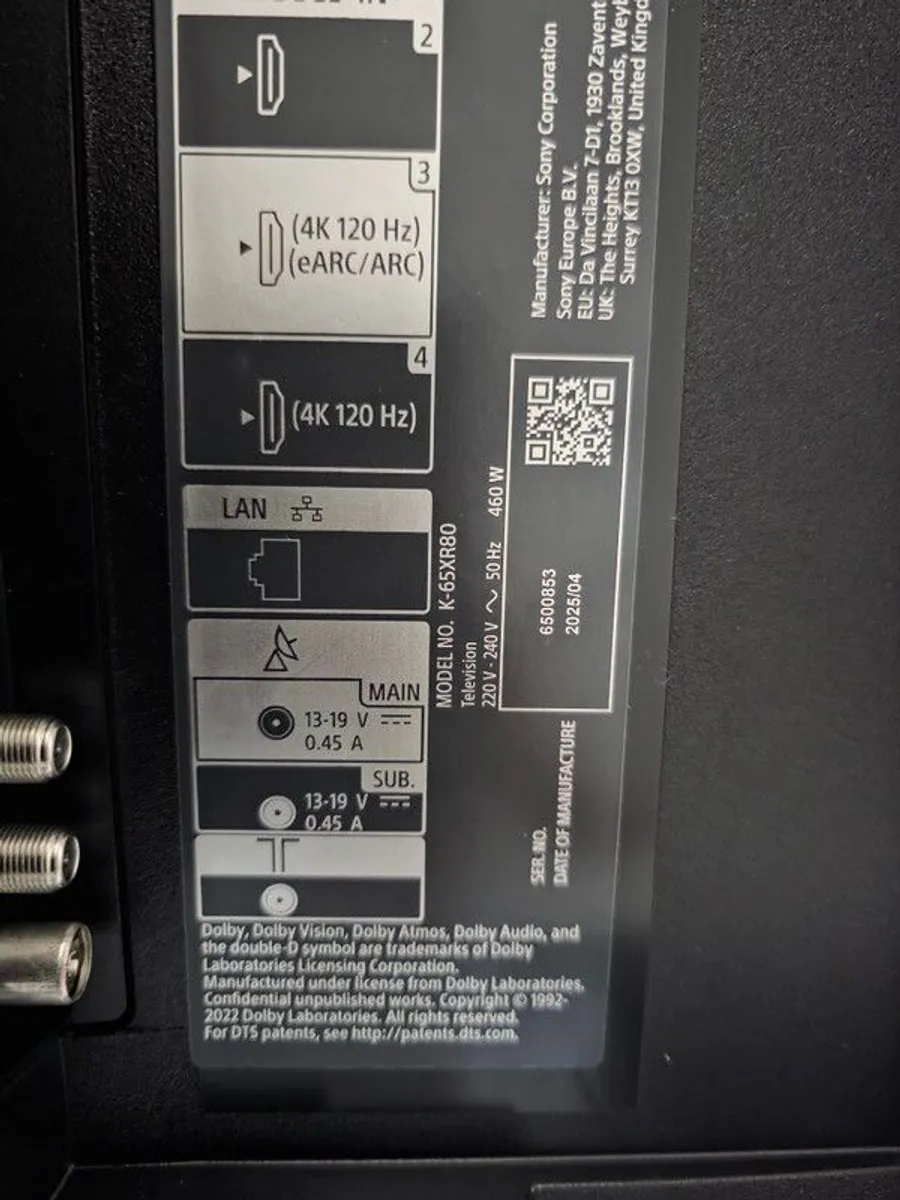 2
3
(4K 120 Hz)
(eARC/ARC)
4
(4K 120 Hz)
LAN
MAIN
13-19 V
0.45 A
SUB.
13-19 V
0.45 A
Dolby, Dolby Vision, Dolby Atmos, Dolby Audio, and
the double-D symbol are trademarks of Dolby
Laboratories Licensing Corporation.
Manufactured under license from Dolby Laboratories.
Confidential unpublished works. Copyright © 1992-
2022 Dolby Laboratories. All rights reserved.
For DTS patents, see http://patents.dts.com.
MODEL NO. K-65XR80
Television
220 V - 240 V ~ 50 Hz 460 W
SER. NO. 6500853
DATE OF MANUFACTURE 2025/04
Manufacturer: Sony Corporation
Sony Europe B.V.
EU: Da Vincilaan 7-D1, 1930 Zavent
UK: The Heights, Brooklands, Weyb
Surrey KT13 0XW, United Kingd